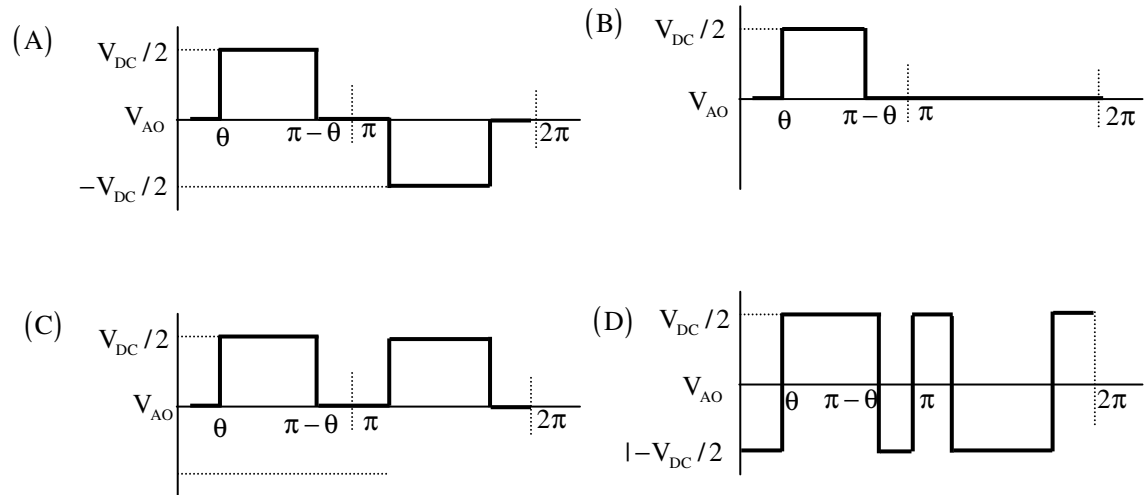 (A)
V_DC/2
V_AO
θ
π − θ
π
2π
−V_DC/2
(B)
V_DC/2
V_AO
θ
π − θ
π
2π
(C)
V_DC/2
V_AO
θ
π − θ
π
2π
(D)
V_DC/2
V_AO
θ
π − θ
π
2π
|−V_DC/2